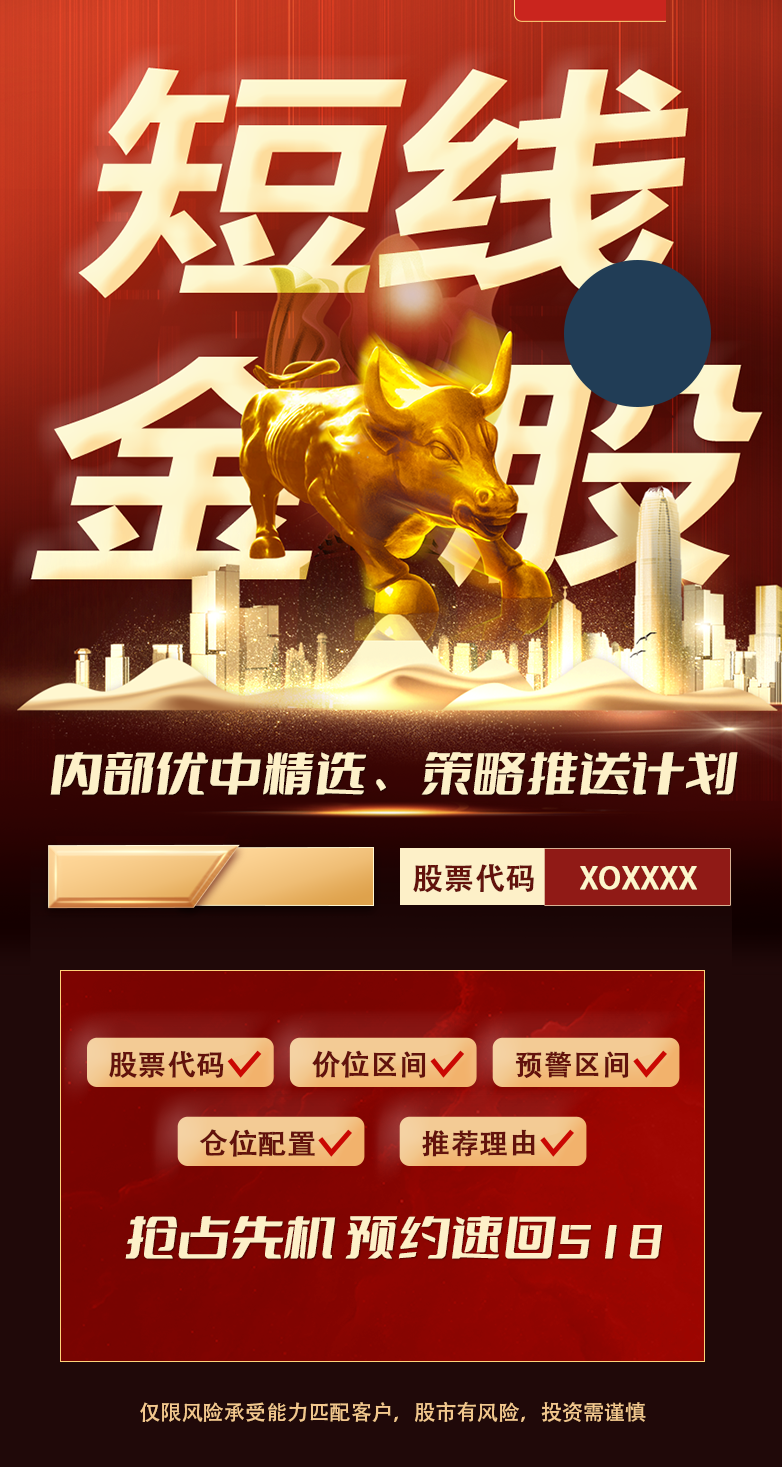 短线
金股
内部优中精选、策略推送计划
股票代码 XOXXXX
股票代码 价位区间 预警区间
仓位配置 推荐理由
抢占先机 预约速回518
仅限风险承受能力匹配客户，股市有风险，投资需谨慎